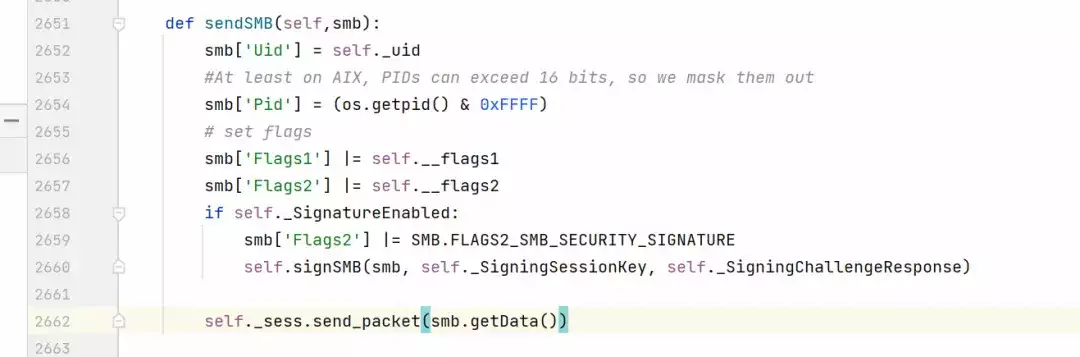 2651 def sendSMB(self,smb):
2652 smb['Uid'] = self._uid
2653 #At least on AIX, PIDs can exceed 16 bits, so we mask them out
2654 smb['Pid'] = (os.getpid() & 0xFFFF)
2655 # set flags
2656 smb['Flags1'] |= self.__flags1
2657 smb['Flags2'] |= self.__flags2
2658 if self._SignatureEnabled:
2659 smb['Flags2'] |= SMB.FLAGS2_SMB_SECURITY_SIGNATURE
2660 self.signSMB(smb, self._SigningSessionKey, self._SigningChallengeResponse)
2661
2662 self._sess.send_packet(smb.getData())
2663